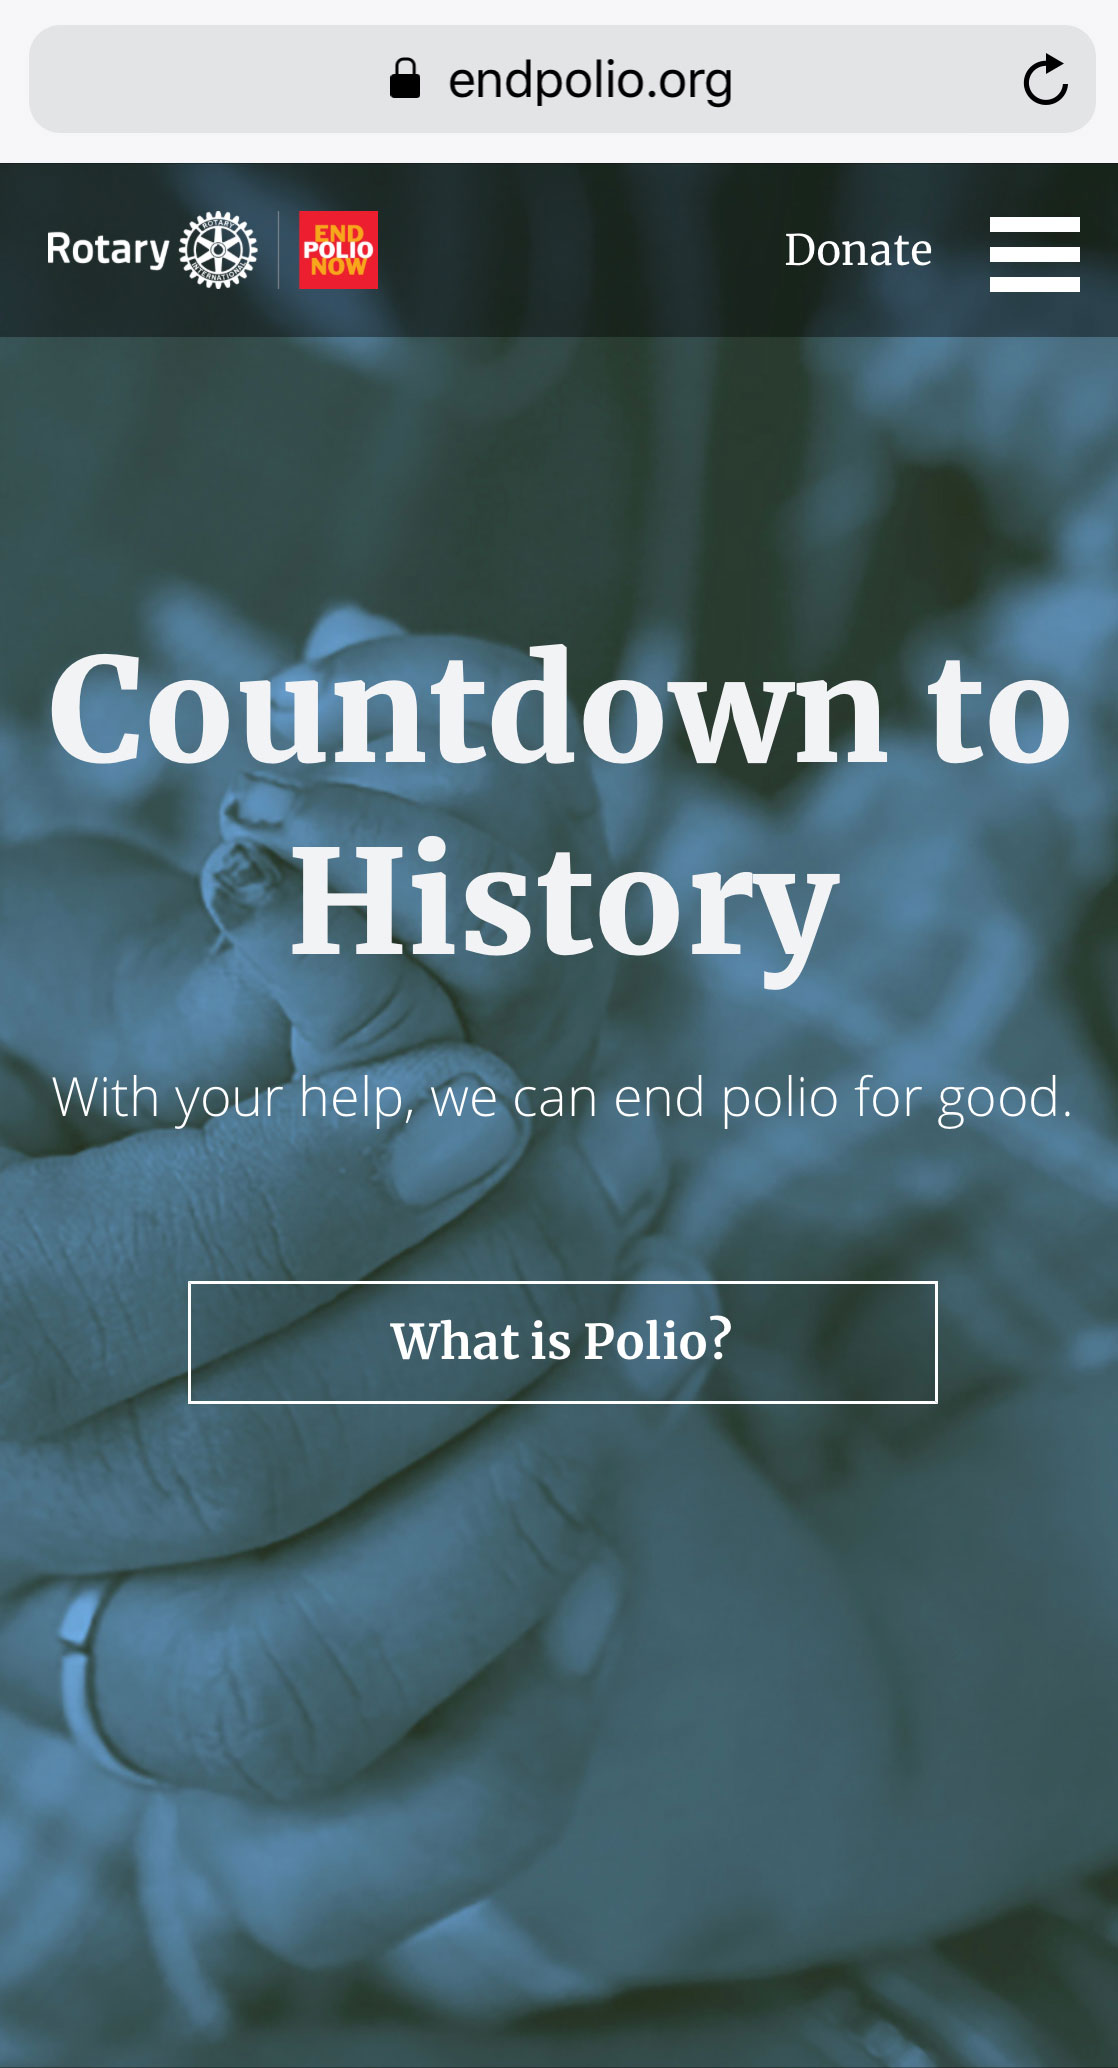 endpolio.org
Rotary
ROTARY
INTERNATIONAL
END
POLIO
NOW
Donate
Countdown to
History
With your help, we can end polio for good.
What is Polio?